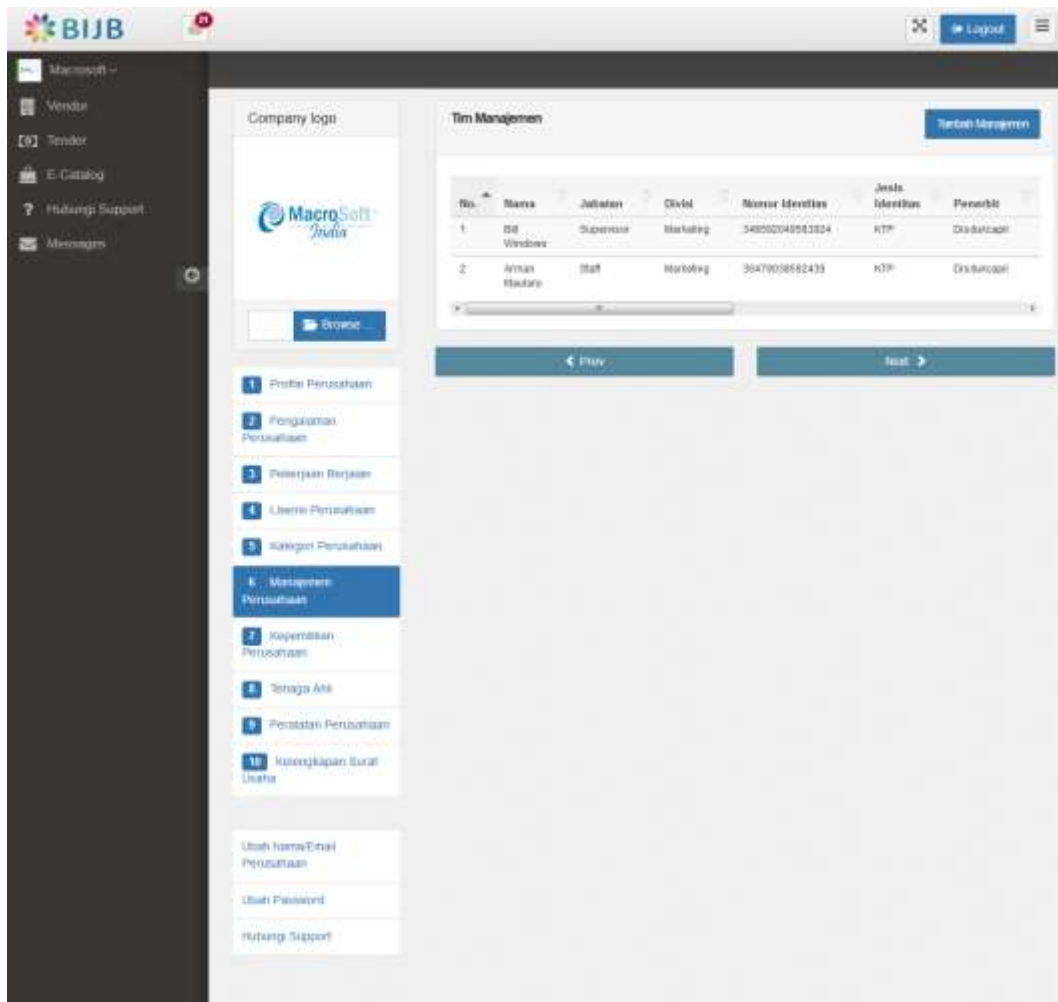 BIJB
21
Logout
Macrosoft
Vendor
Tender
E-Catalog
? Hubungi Support
Messages
Company logo
MacroSoft
India
Browse ...
1 Profile Perusahaan
2 Pengalaman
Perusahaan
3 Pekerjaan Berjalan
4 Lisensi Perusahaan
5 Kategori Perusahaan
6 Manajemen
Perusahaan
7 Kepemilikan
Perusahaan
8 Tenaga Ahli
9 Peralatan Perusahaan
10 Kelengkapan Surat
Usaha
Ubah Nama/Email
Perusahaan
Ubah Password
Hubungi Support
Tim Manajemen
Tambah Manajemen
No. Nama Jabatan Divisi Nomor Identitas Jenis Identitas Penerbit
1 Bill Windows Supervisor Marketing KTP Disdurcapil
2 Arman Staff Marketing KTP Disdurcapil
Prev
Next